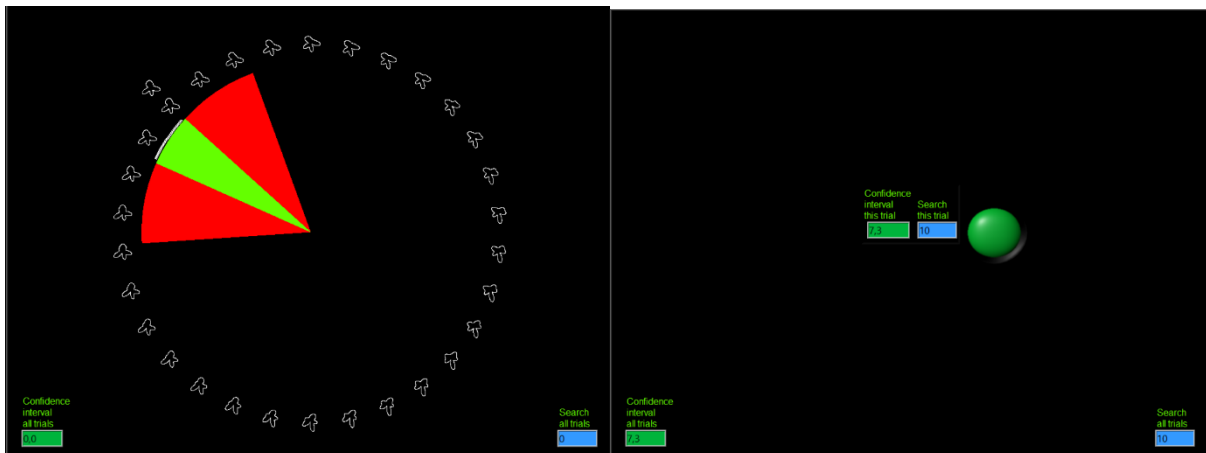 Confidence
interval
all trials
0,0
Search
all trials
0
Confidence
interval
this trial
7,3
Search
this trial
10
Confidence
interval
all trials
7,3
Search
all trials
10